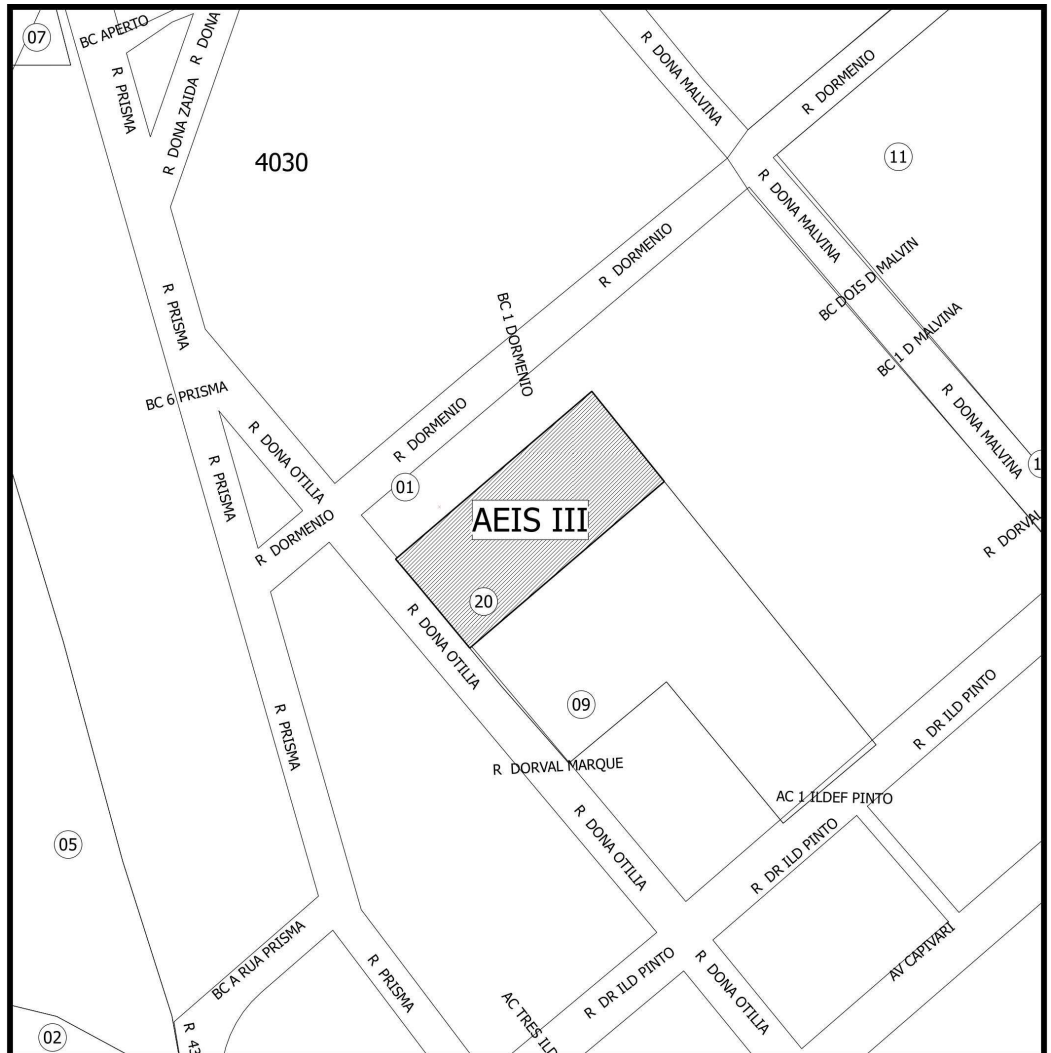 07
BC APERTO
R DONA
R PRISMA
R DONA ZAIDA
4030
R DONA MALVINA
R DORMENIO
11
R DONA MALVINA
R DORMENIO
BC DOIS D MALVIN
R PRISMA
BC 1 DORMENIO
BC 1 D MALVINA
BC 6 PRISMA
R DORMENIO
R DONA MALVINA
R DONA OTILIA
R PRISMA
01
AEIS III
R DORMENIO
R DORVAL
20
R DONA OTILIA
09
R DR ILD PINTO
R PRISMA
R DORVAL MARQUE
AC 1 ILDEF PINTO
05
R DONA OTILIA
R DR ILD PINTO
BC A RUA PRISMA
R PRISMA
R DR ILD PINTO
R DONA OTILIA
AV CAPIVARI
AC TRES ILD
02